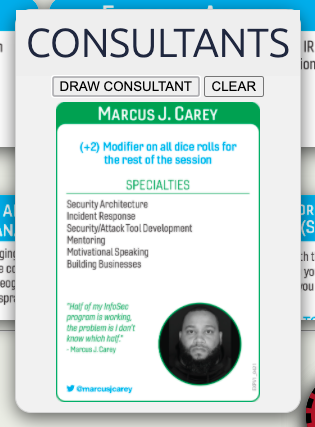 CONSULTANTS
DRAW CONSULTANT CLEAR
MARCUS J. CAREY
(+2) Modifier on all dice rolls for
the rest of the session
SPECIALTIES
Security Architecture
Incident Response
Security/Attack Tool Development
Mentoring
Motivational Speaking
Building Businesses
"Half of my InfoSec
program is working,
the problem is I don't
know which half."
- Marcus J. Carey
@marcusjcarey